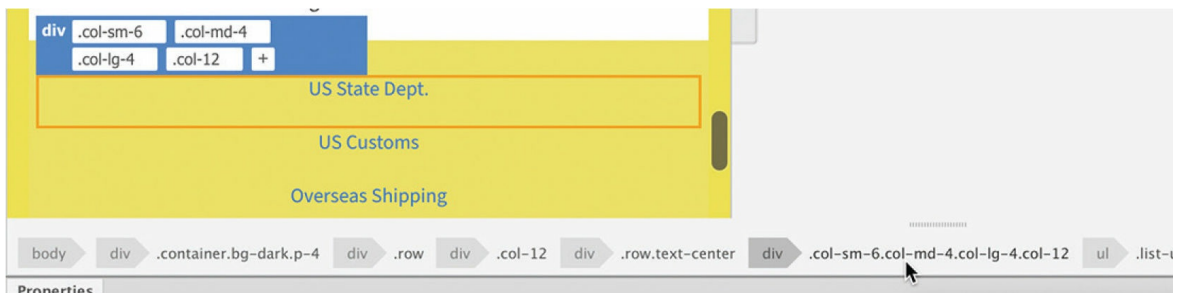 div .col-sm-6 .col-md-4
.col-lg-4 .col-12 +
US State Dept.
US Customs
Overseas Shipping
body div .container.bg-dark.p-4 div .row div .col-12 div .row.text-center div .col-sm-6.col-md-4.col-lg-4.col-12 ul
Properties